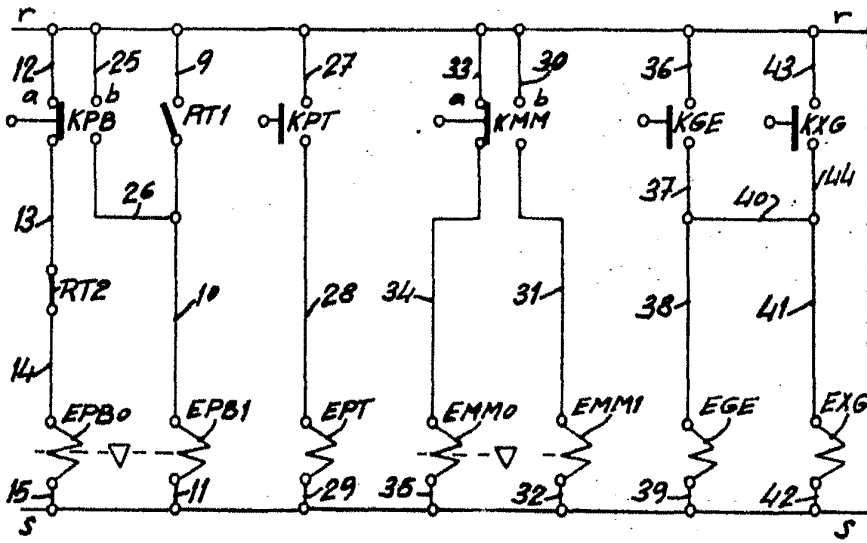 r r
12 25 9 27 33 30 36 43
a b a b
KPB RT1 KPT KMM KGE KXG
26 37 40 44
13
RT2 10 28 34 31 38 41
14
EPB0 EPB1 EPT EMM0 EMM1 EGE EXG
15 11 29 35 32 39 42
s s